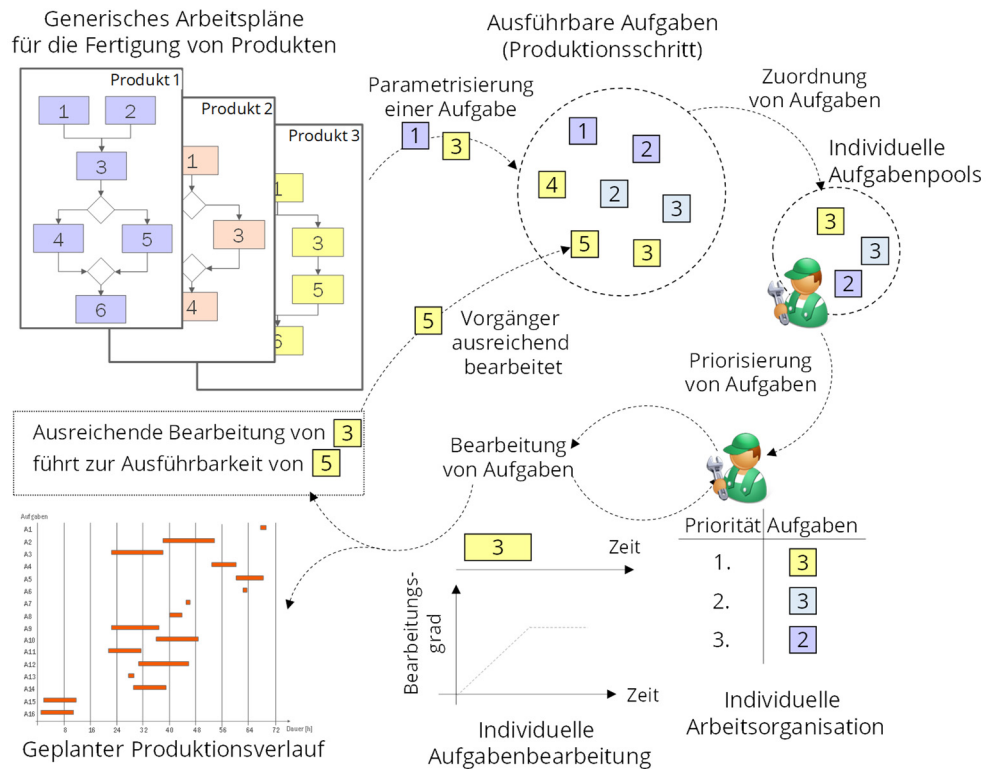 Generisches Arbeitspläne
für die Fertigung von Produkten
Produkt 1
1
2
3
4
5
6
Produkt 2
1
3
4
Produkt 3
1
3
5
6
Parametrisierung
einer Aufgabe
1
3
Ausführbare Aufgaben
(Produktionsschritt)
1
2
4
2
3
5
3
Zuordnung
von Aufgaben
Individuelle
Aufgabenpools
3
3
2
5
Vorgänger
ausreichend
bearbeitet
Priorisierung
von Aufgaben
Ausreichende Bearbeitung von 3
führt zur Ausführbarkeit von 5
Bearbeitung
von Aufgaben
Priorität Aufgaben
1. 3
2. 3
3. 2
Individuelle
Arbeitsorganisation
3
Zeit
Bearbeitungs-
grad
Zeit
Individuelle
Aufgabenbearbeitung
Aufgaben
A1
A2
A3
A4
A5
A6
A7
A8
A9
A10
A11
A12
A13
A14
A15
A16
8 16 24 32 40 48 56 64 72
Dauer [h]
Geplanter Produktionsverlauf